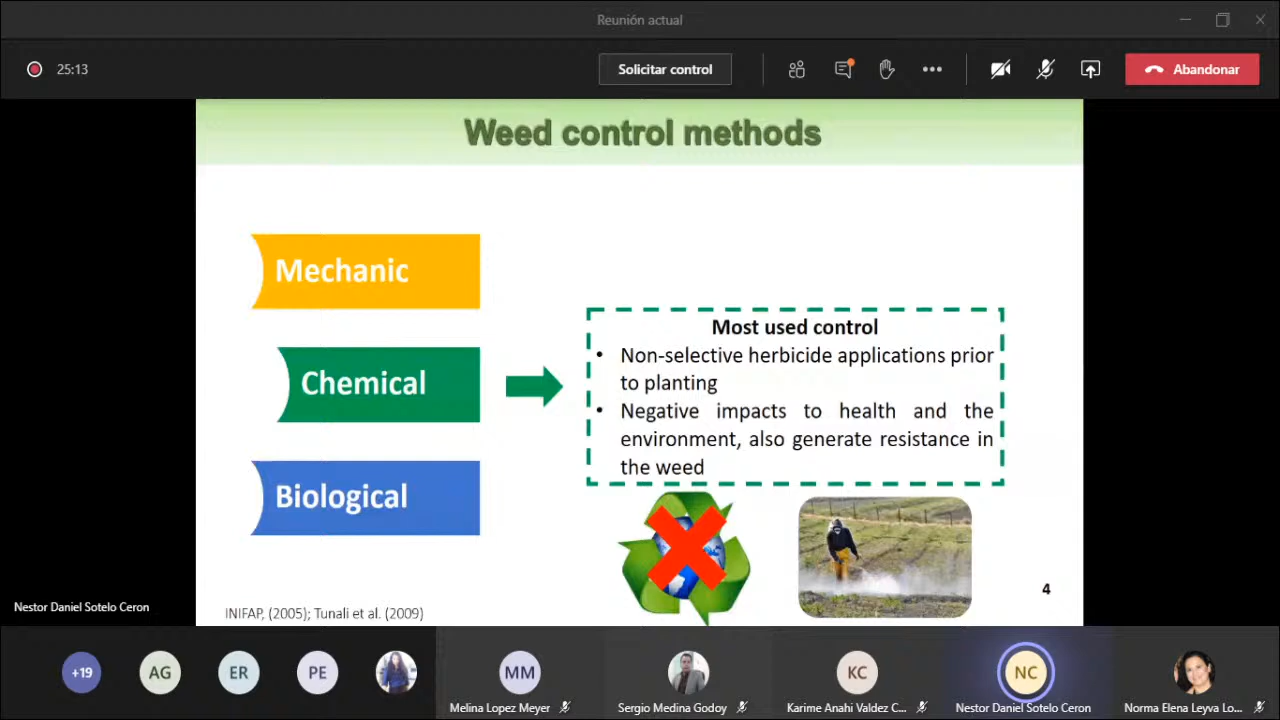 Reunión actual
25:13
Solicitar control
Abandonar
Weed control methods
Mechanic
Chemical
Biological
Most used control
• Non-selective herbicide applications prior
to planting
• Negative impacts to health and the
environment, also generate resistance in
the weed
4
Nestor Daniel Sotelo Ceron
INIFAP, (2005); Tunali et al. (2009)
+19
AG
ER
PE
MM
KC
NC
Melina Lopez Meyer
Sergio Medina Godoy
Karime Anahi Valdez C...
Nestor Daniel Sotelo Ceron
Norma Elena Leyva Lo...